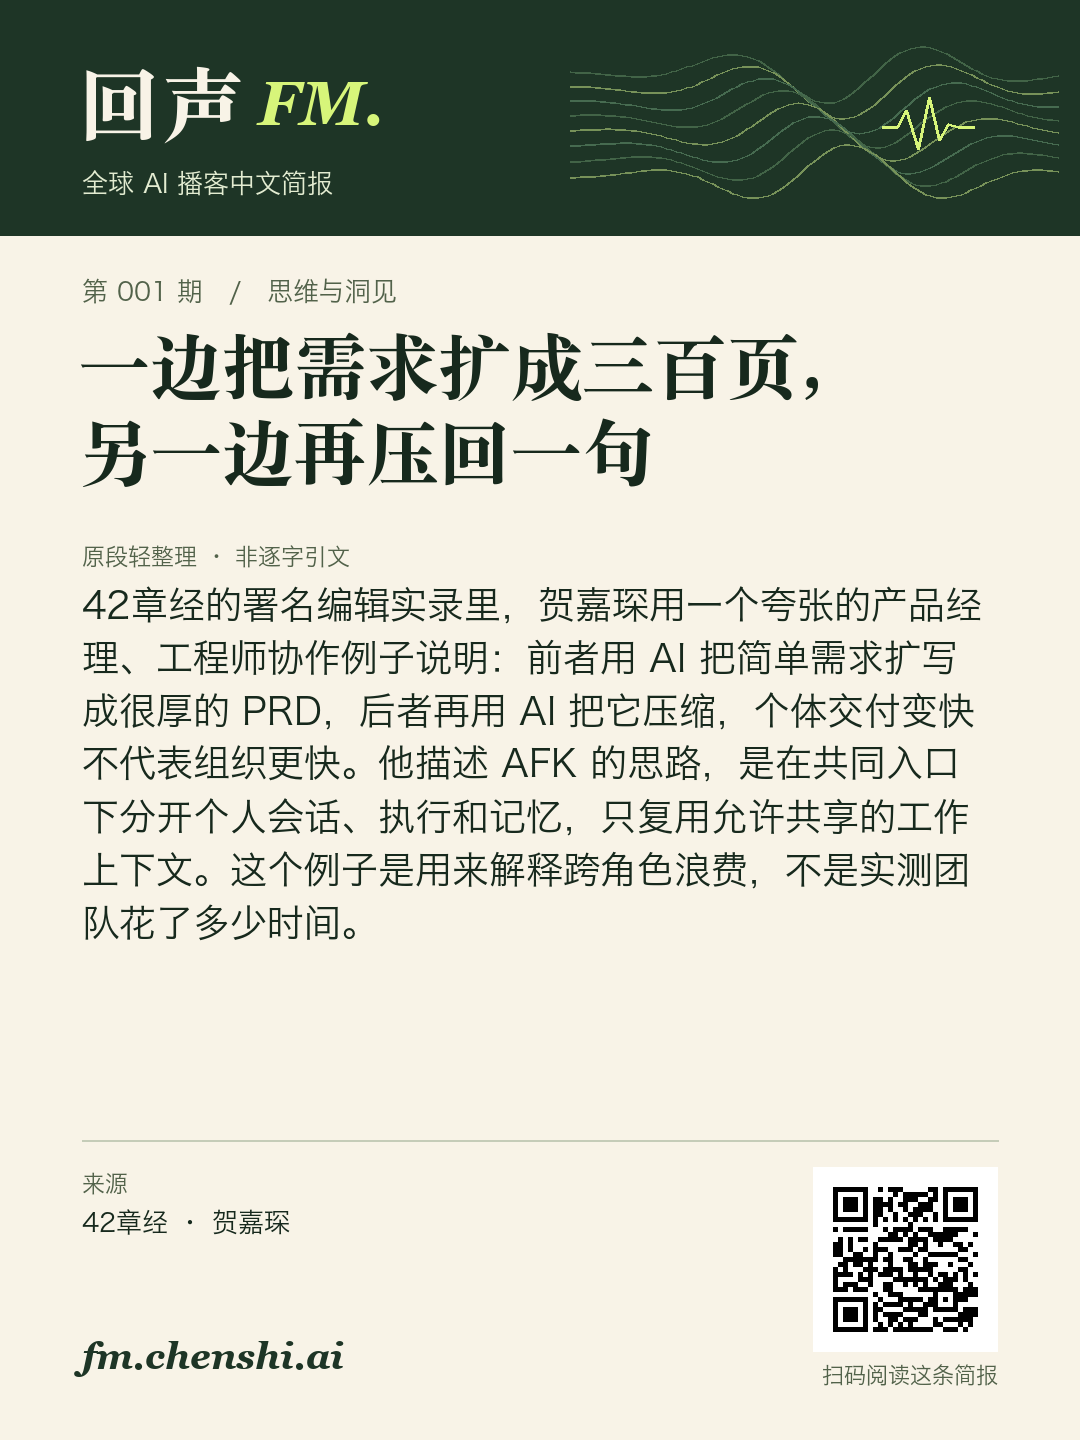 回声 FM.
全球 AI 播客中文简报
第 001 期 / 思维与洞见
一边把需求扩成三百页，
另一边再压回一句
原段轻整理 · 非逐字引文
42章经的署名编辑实录里，贺嘉琛用一个夸张的产品经
理、工程师协作例子说明：前者用 AI 把简单需求扩写
成很厚的 PRD，后者再用 AI 把它压缩，个体交付变快
不代表组织更快。他描述 AFK 的思路，是在共同入口
下分开个人会话、执行和记忆，只复用允许共享的工作
上下文。这个例子是用来解释跨角色浪费，不是实测团
队花了多少时间。
来源
42章经 · 贺嘉琛
fm.chenshi.ai
扫码阅读这条简报